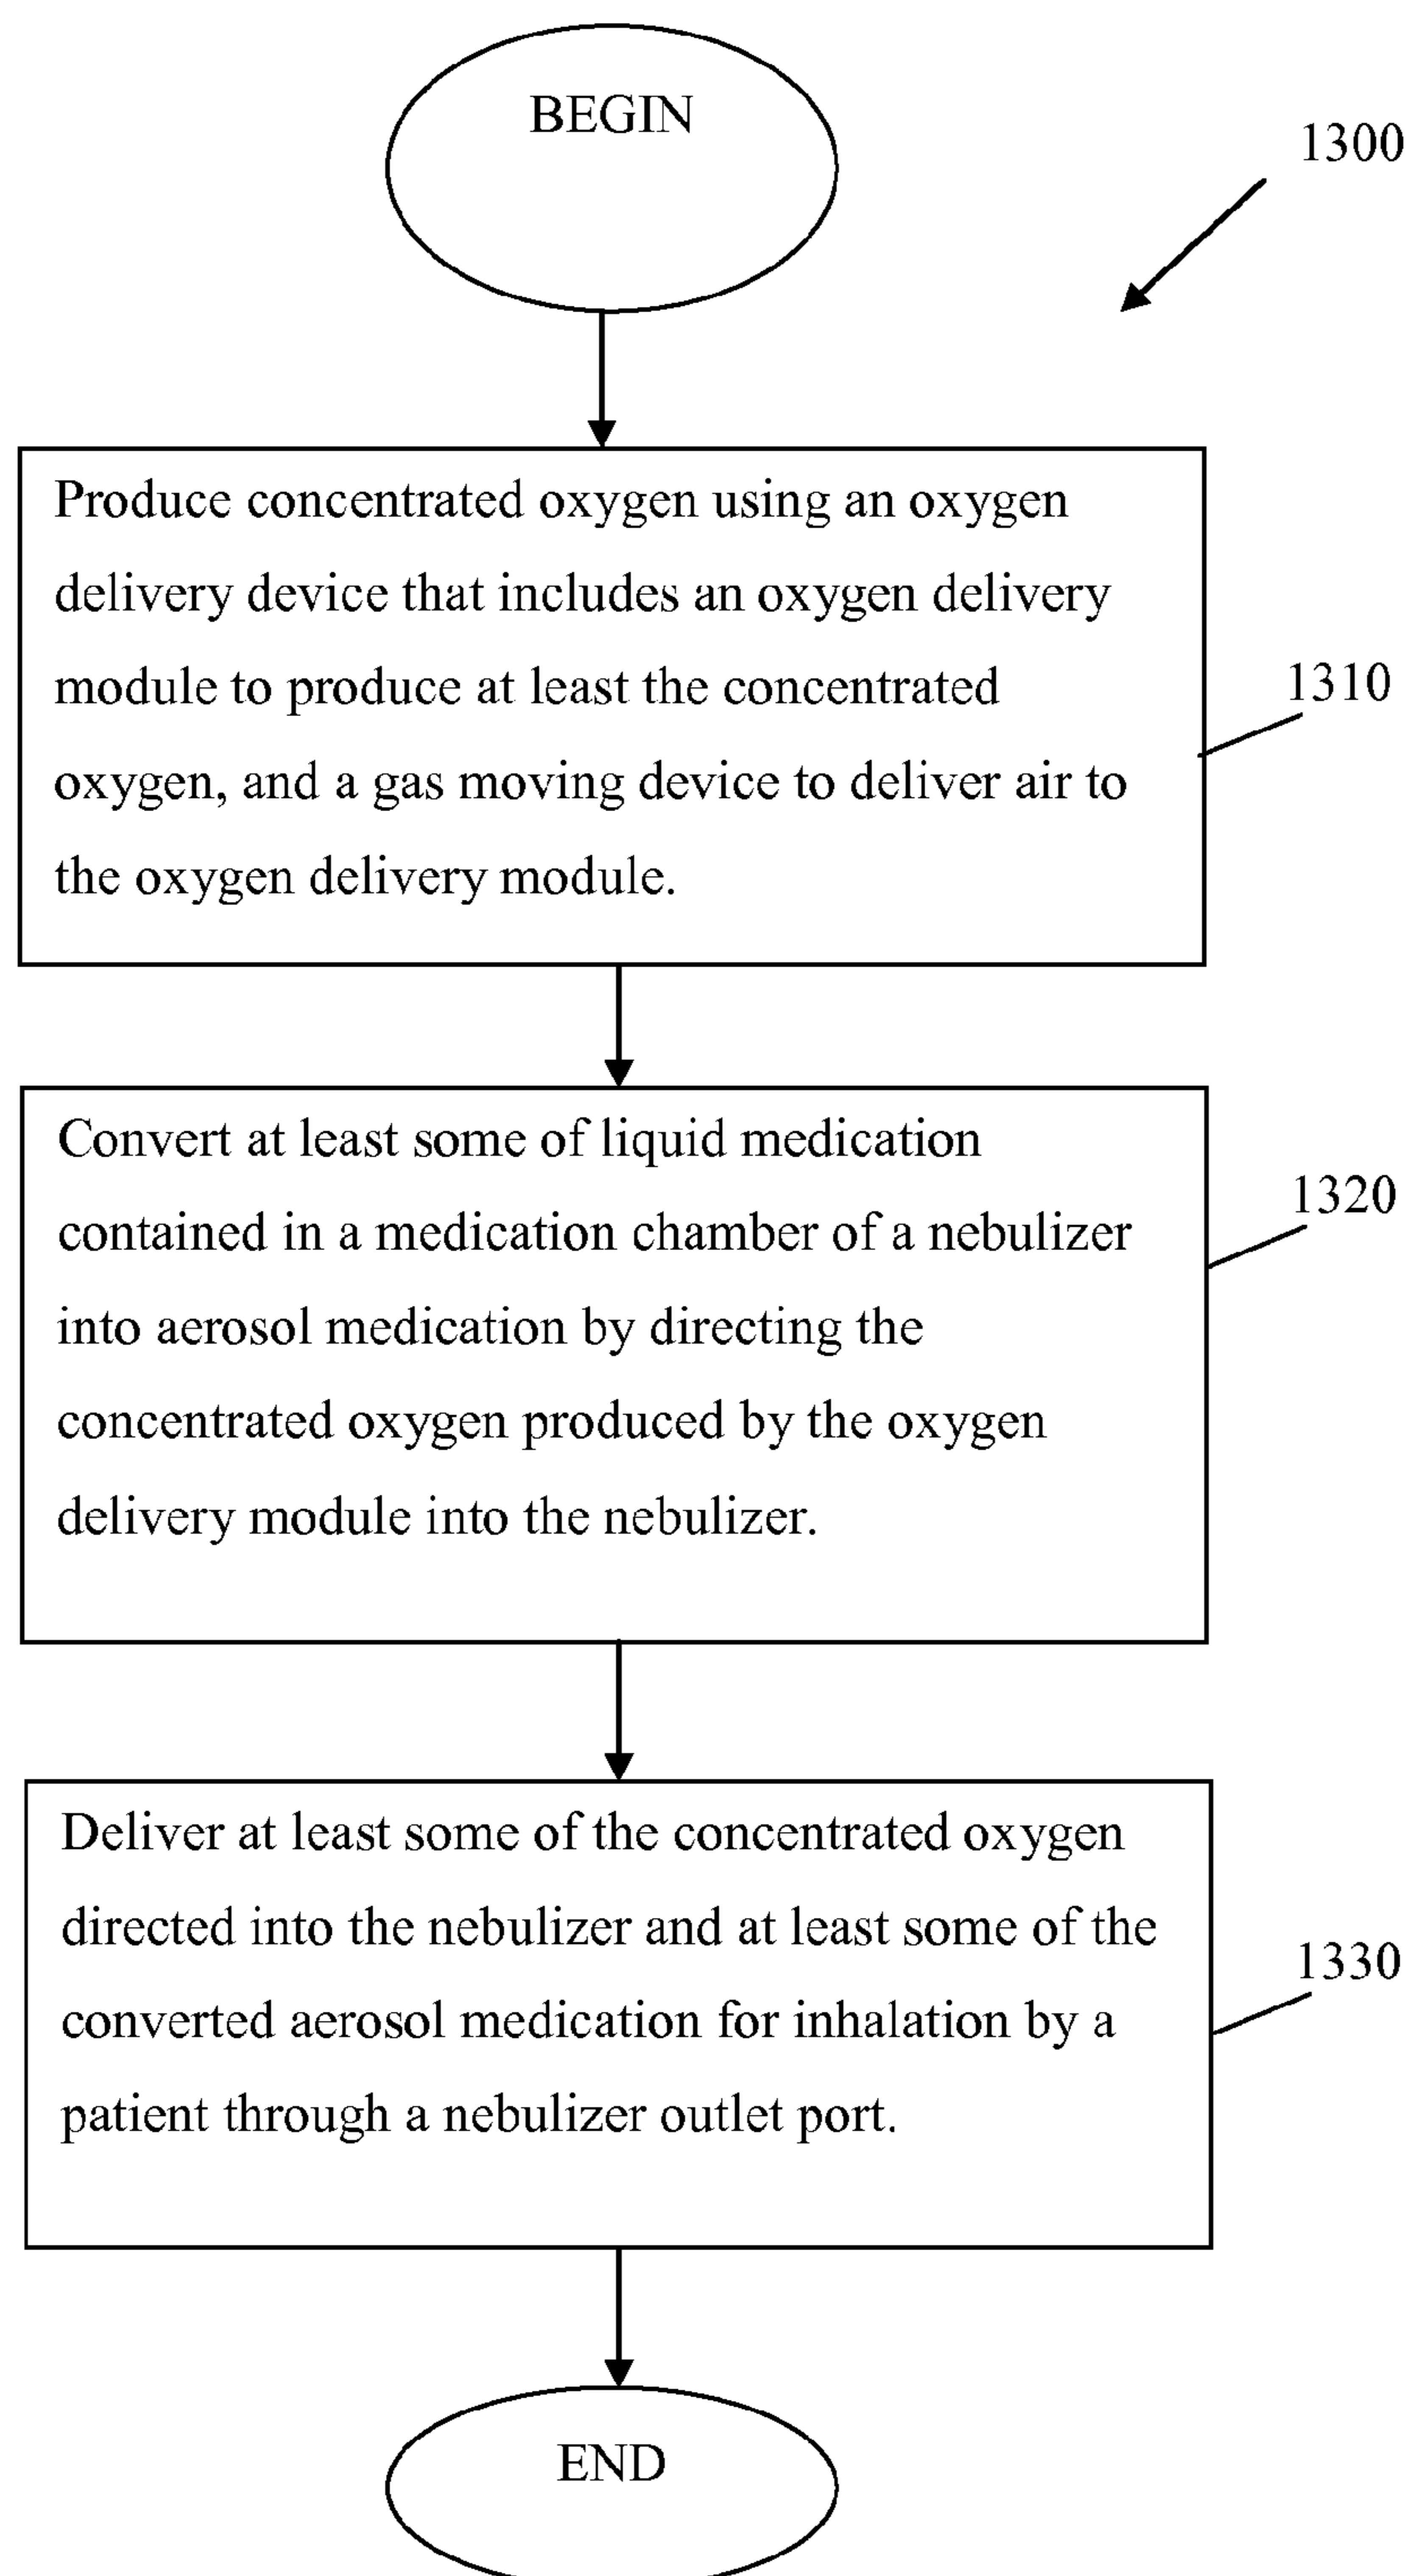 BEGIN
1300
Produce concentrated oxygen using an oxygen
delivery device that includes an oxygen delivery
module to produce at least the concentrated
oxygen, and a gas moving device to deliver air to
the oxygen delivery module.
1310
Convert at least some of liquid medication
contained in a medication chamber of a nebulizer
into aerosol medication by directing the
concentrated oxygen produced by the oxygen
delivery module into the nebulizer.
1320
Deliver at least some of the concentrated oxygen
directed into the nebulizer and at least some of the
converted aerosol medication for inhalation by a
patient through a nebulizer outlet port.
1330
END